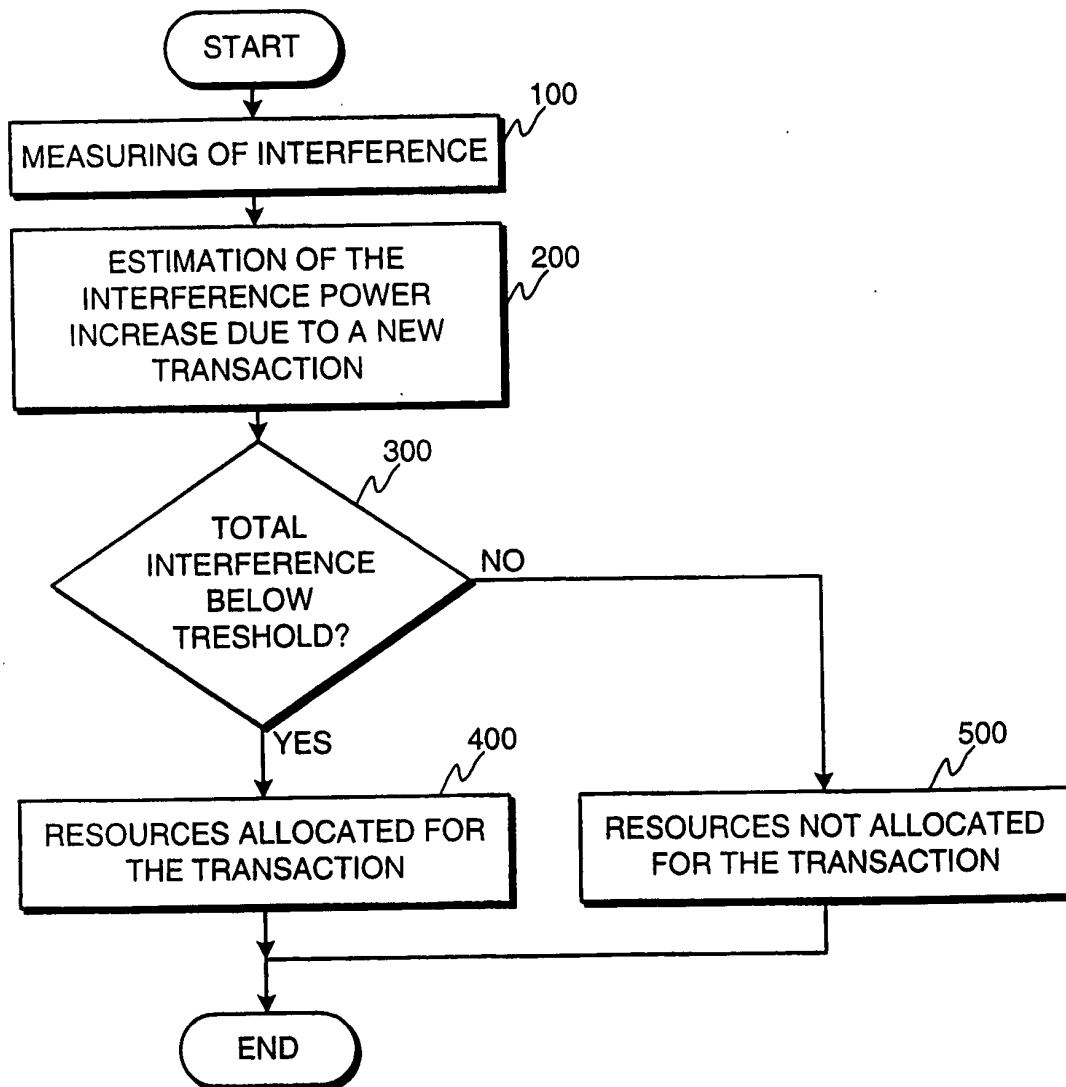 START
100
MEASURING OF INTERFERENCE
200
ESTIMATION OF THE
INTERFERENCE POWER
INCREASE DUE TO A NEW
TRANSACTION
300
TOTAL
INTERFERENCE
BELOW
TRESHOLD?
NO
YES
400
RESOURCES ALLOCATED FOR
THE TRANSACTION
500
RESOURCES NOT ALLOCATED
FOR THE TRANSACTION
END